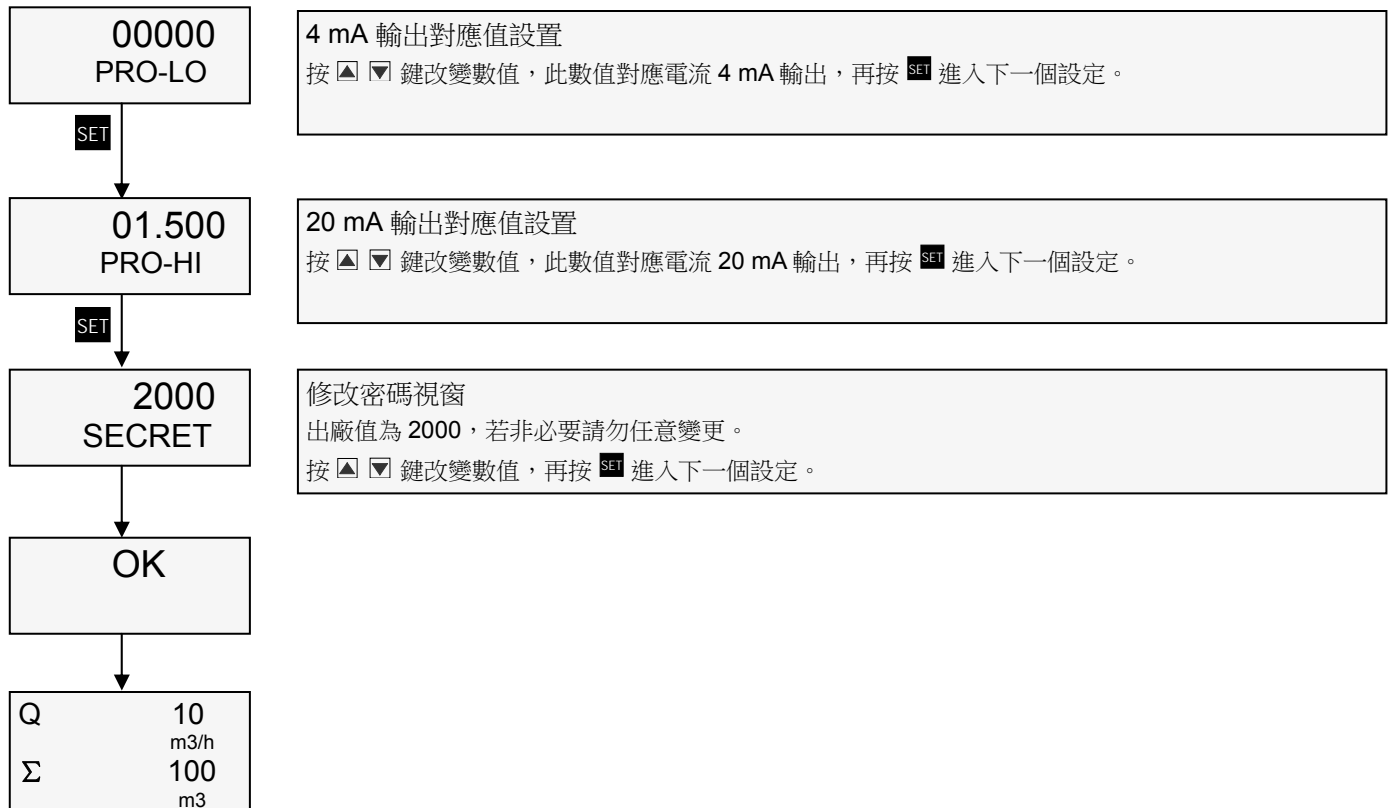 00000
PRO-LO
4 mA 輸出對應值設置
按 ▲ ▼ 鍵改變數值，此數值對應電流 4 mA 輸出，再按 SET 進入下一個設定。
SET
01.500
PRO-HI
20 mA 輸出對應值設置
按 ▲ ▼ 鍵改變數值，此數值對應電流 20 mA 輸出，再按 SET 進入下一個設定。
SET
2000
SECRET
修改密碼視窗
出廠值為 2000，若非必要請勿任意變更。
按 ▲ ▼ 鍵改變數值，再按 SET 進入下一個設定。
OK
Q 10
m3/h
Σ 100
m3